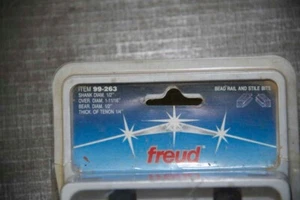 ITEM 99-263
SHANK DIAM. 1/2"
OVER. DIAM. 1-11/16"
BEAR. DIAM. 1/2"
THICK. OF TENON 1/4"
BEAD RAIL AND STILE BITS
freud